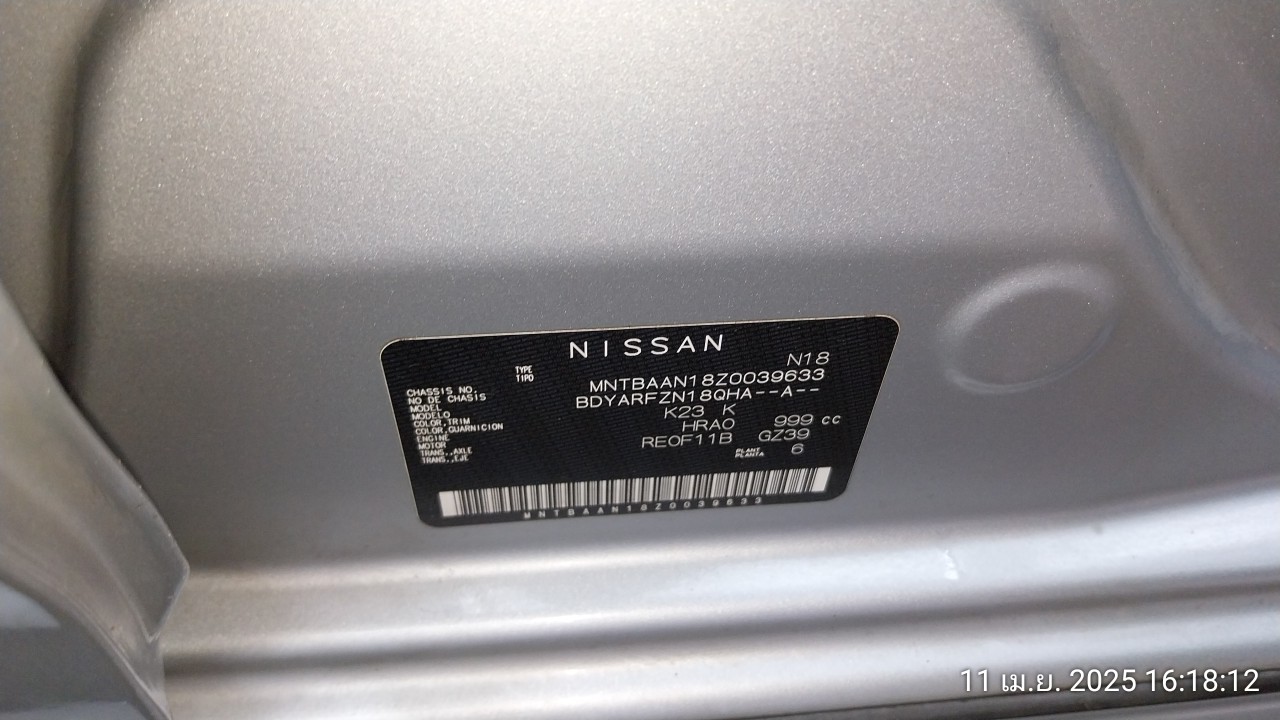 NISSAN
TYPE
TIPO
N18
CHASSIS NO.
NO DE CHASIS
MNTBAAN18Z0039633
MODEL
MODELO
BDYARFZN18QHA--A--
COLOR,TRIM
COLOR,GUARNICION
K23 K
ENGINE
MOTOR
HRA0 999 cc
TRANS.,AXLE
TRANS.,EJE
RE0F11B GZ39
PLANT
PLANTA
6
MNTBAAN18Z0039633
11 เม.ย. 2025 16:18:12